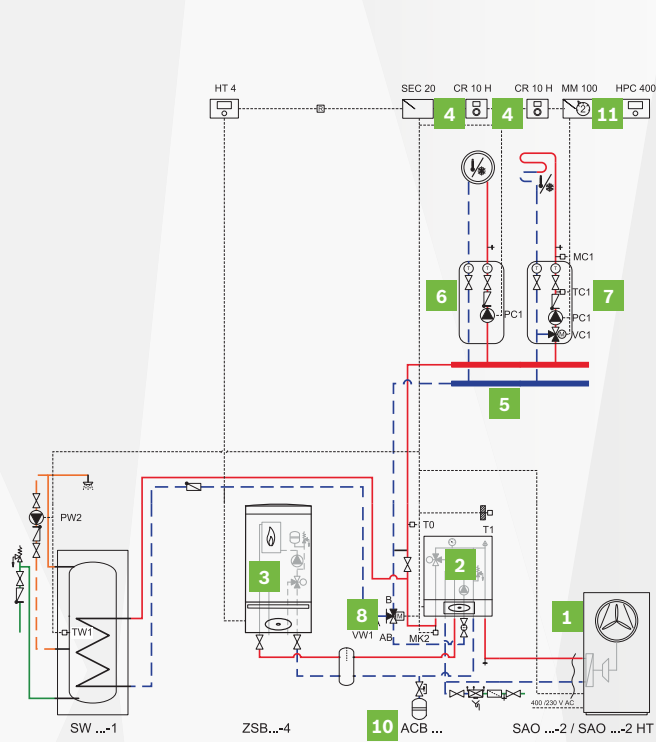 HT 4
SEC 20
CR 10 H
CR 10 H
MM 100
HPC 400
4
4
2
11
MC1
T
T
T
T
6
TC1
7
PC1
PC1
M
VC1
5
PW2
T0
T1
3
2
1
B
8
M
TW1
VW1
AB
MK2
400 /230 V AC
10
SW ...-1
ZSB...-4
ACB ...
SAO ...-2 / SAO ...-2 HT